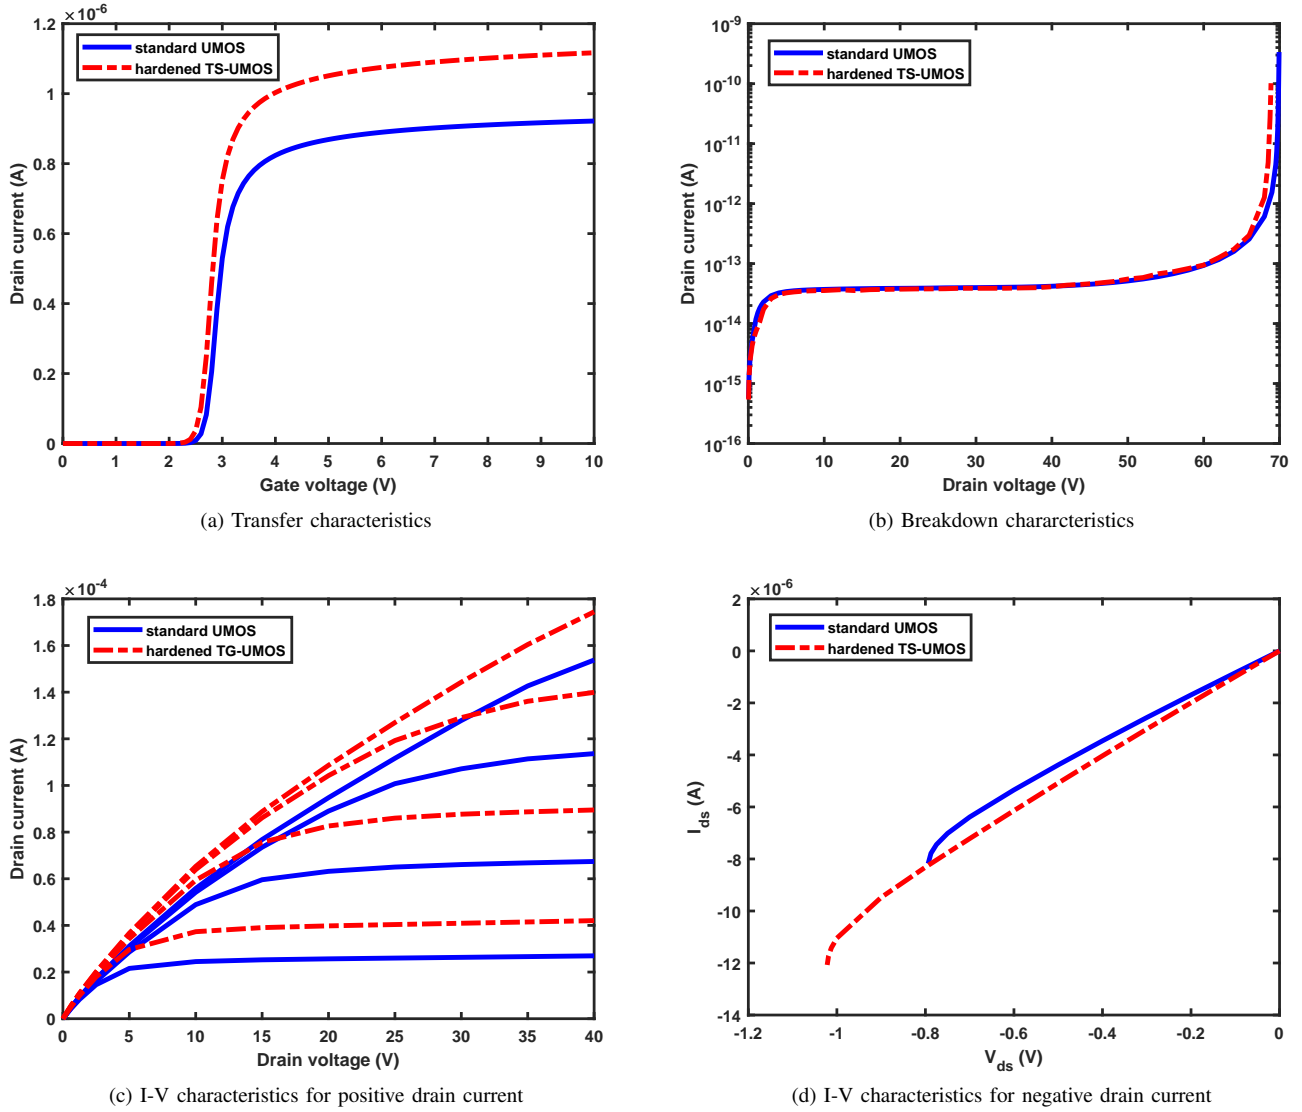 ×10⁻⁶
1.2
1
0.8
0.6
0.4
0.2
0
Drain current (A)
standard UMOS
hardened TS-UMOS
0 1 2 3 4 5 6 7 8 9 10
Gate voltage (V)
(a) Transfer characteristics
10⁻⁹
10⁻¹⁰
10⁻¹¹
10⁻¹²
10⁻¹³
10⁻¹⁴
10⁻¹⁵
10⁻¹⁶
Drain current (A)
standard UMOS
hardened TS-UMOS
0 10 20 30 40 50 60 70
Drain voltage (V)
(b) Breakdown chararcteristics
×10⁻⁴
1.8
1.6
1.4
1.2
1
0.8
0.6
0.4
0.2
0
Drain current (A)
standard UMOS
hardened TG-UMOS
0 5 10 15 20 25 30 35 40
Drain voltage (V)
(c) I-V characteristics for positive drain current
×10⁻⁶
2
0
-2
-4
-6
-8
-10
-12
-14
I_ds (A)
standard UMOS
hardened TS-UMOS
-1.2 -1 -0.8 -0.6 -0.4 -0.2 0
V_ds (V)
(d) I-V characteristics for negative drain current